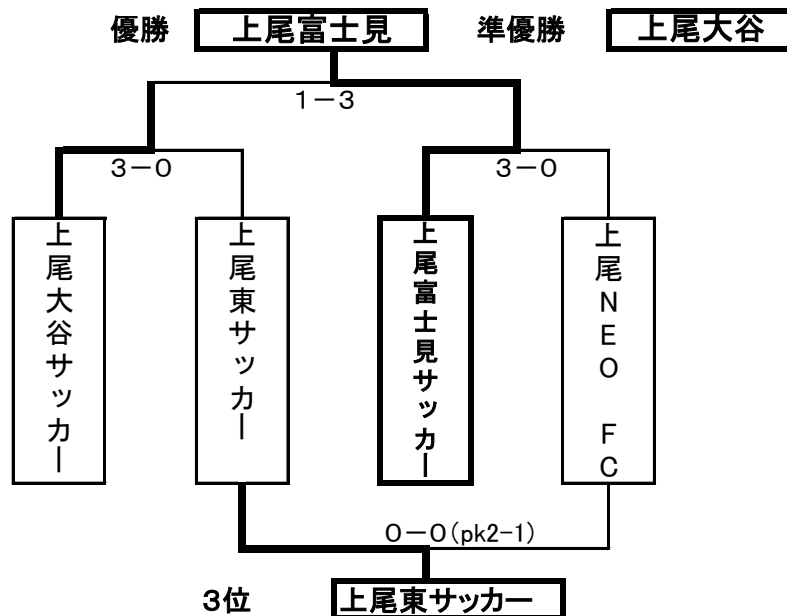 優勝 上尾富士見 準優勝 上尾大谷
1－3
3－0 3－0
上尾大谷サッカー
上尾東サッカー
上尾富士見サッカー
上尾NEO FC
0－0(pk2-1)
3位 上尾東サッカー